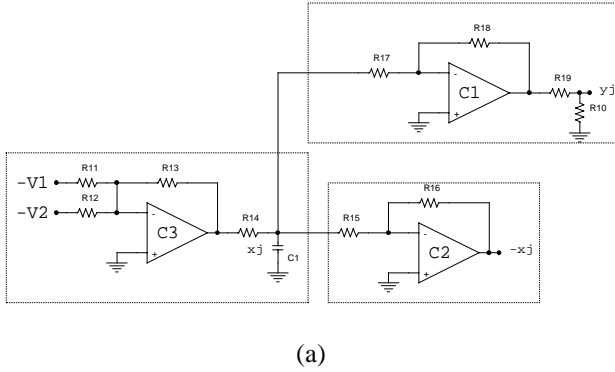 R18
R17
C1
R19
yj
R10
R11
R13
-V1
R12
-V2
C3
R14
xj
C1
R15
R16
C2
-xj
- + - + - +
(a)